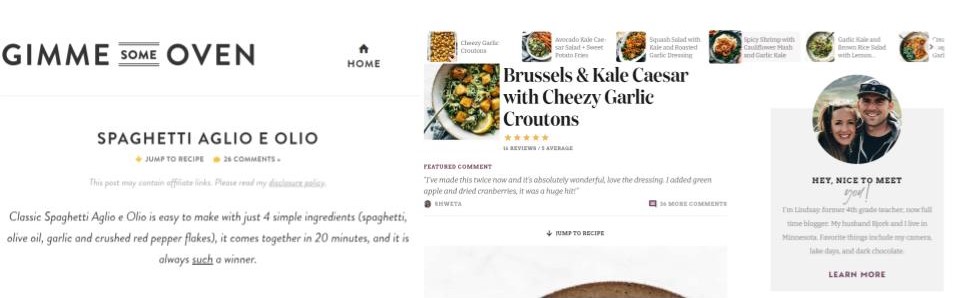 GIMME SOME OVEN
HOME
SPAGHETTI AGLIO E OLIO
JUMP TO RECIPE 26 COMMENTS »
This post may contain affiliate links. Please read my disclosure policy.
Classic Spaghetti Aglio e Olio is easy to make with just 4 simple ingredients (spaghetti,
olive oil, garlic and crushed red pepper flakes), it comes together in 20 minutes, and it is
always such a winner.
Cheezy Garlic
Croutons
Avocado Kale Cae-
sar Salad + Sweet
Potato Fries
Squash Salad with
Kale and Roasted
Garlic Dressing
Spicy Shrimp with
Cauliflower Mash
and Garlic Kale
Garlic Kale and
Brown Rice Salad
with Lemon...
Brussels & Kale Caesar
with Cheezy Garlic
Croutons
14 REVIEWS / 5 AVERAGE
FEATURED COMMENT
"I've made this twice now and it's absolutely wonderful, love the dressing. I added green
apple and dried cranberries, it was a huge hit!"
SHWETA
36 MORE COMMENTS
JUMP TO RECIPE
HEY, NICE TO MEET
you!
I'm Lindsay: former 4th grade teacher, now full
time blogger. My husband Bjork and I live in
Minnesota. Favorite things include my camera,
lake days, and dark chocolate.
LEARN MORE